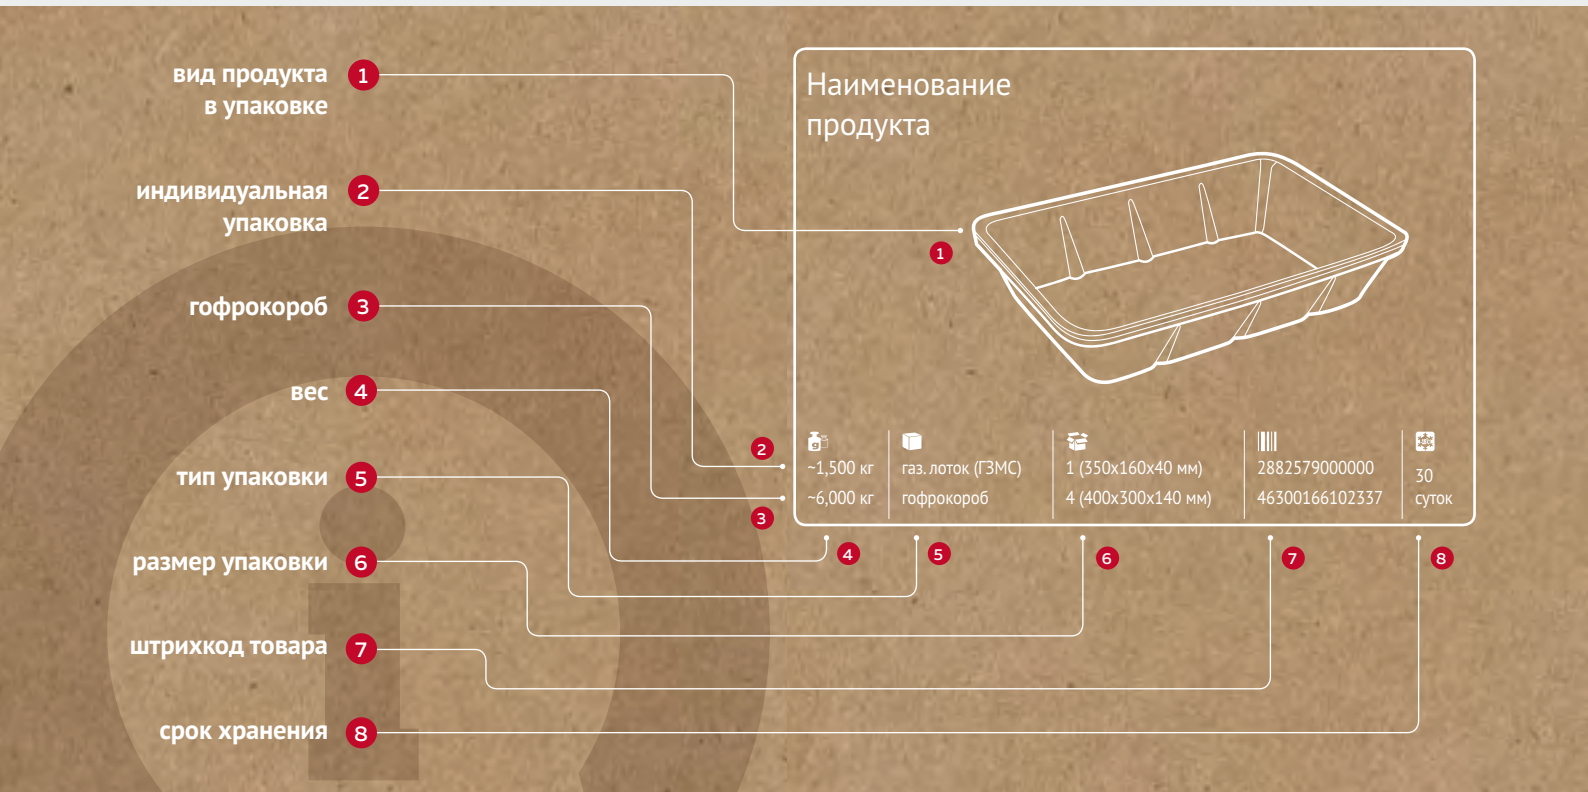 вид продукта
в упаковке
1
индивидуальная
упаковка
2
гофрокороб
3
вес
4
тип упаковки
5
размер упаковки
6
штрихкод товара
7
срок хранения
8
Наименование
продукта
1
2
~1,500 кг
газ. лоток (ГЗМС)
1 (350х160х40 мм)
2882579000000
30
суток
~6,000 кг
гофрокороб
4 (400х300х140 мм)
46300166102337
3
4
5
6
7
8